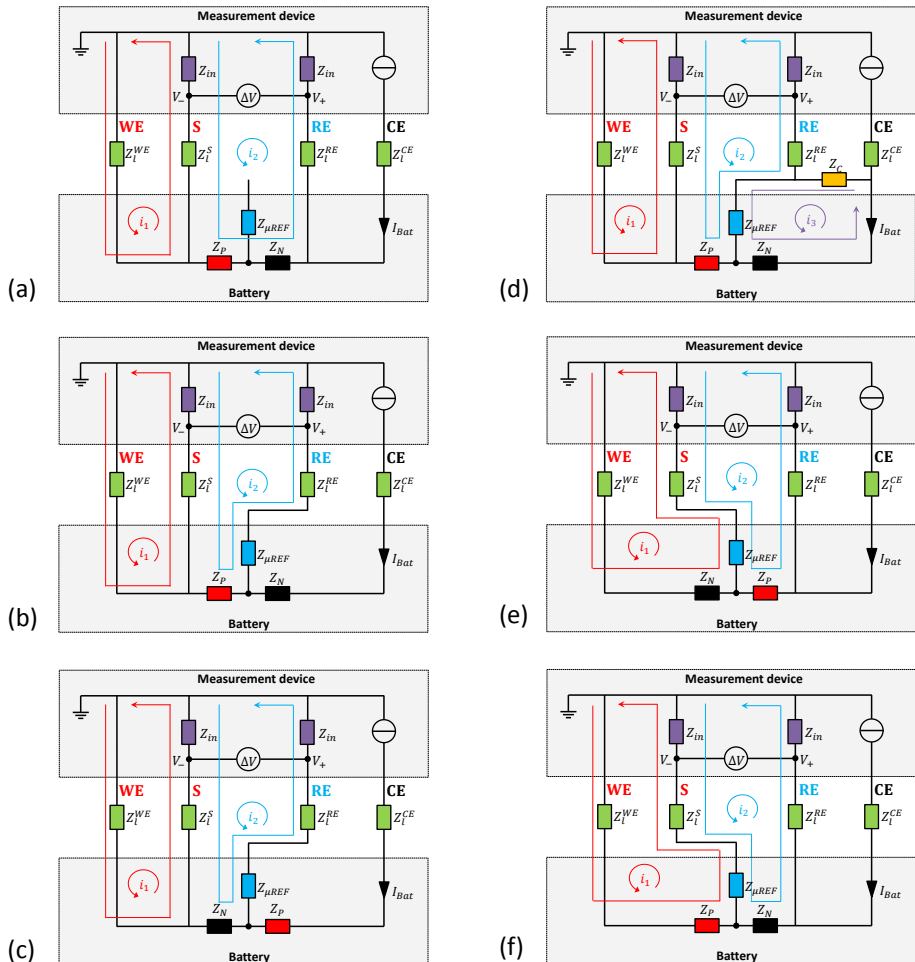 Measurement device
Z_in Z_in
V_- ΔV V_+
WE S RE CE
Z_l^WE Z_l^S i_2 Z_l^RE Z_l^CE
i_1 Z_μREF I_Bat
Z_P Z_N
Battery
(a)
Measurement device
Z_in Z_in
V_- ΔV V_+
WE S RE CE
Z_l^WE Z_l^S i_2 Z_l^RE Z_l^CE
Z_C
i_1 Z_μREF i_3 I_Bat
Z_P Z_N
Battery
(d)
Measurement device
Z_in Z_in
V_- ΔV V_+
WE S RE CE
Z_l^WE Z_l^S i_2 Z_l^RE Z_l^CE
i_1 Z_μREF I_Bat
Z_P Z_N
Battery
(b)
Measurement device
Z_in Z_in
V_- ΔV V_+
WE S RE CE
Z_l^WE Z_l^S i_2 Z_l^RE Z_l^CE
i_1 Z_μREF I_Bat
Z_N Z_P
Battery
(e)
Measurement device
Z_in Z_in
V_- ΔV V_+
WE S RE CE
Z_l^WE Z_l^S i_2 Z_l^RE Z_l^CE
i_1 Z_μREF I_Bat
Z_N Z_P
Battery
(c)
Measurement device
Z_in Z_in
V_- ΔV V_+
WE S RE CE
Z_l^WE Z_l^S i_2 Z_l^RE Z_l^CE
i_1 Z_μREF I_Bat
Z_P Z_N
Battery
(f)